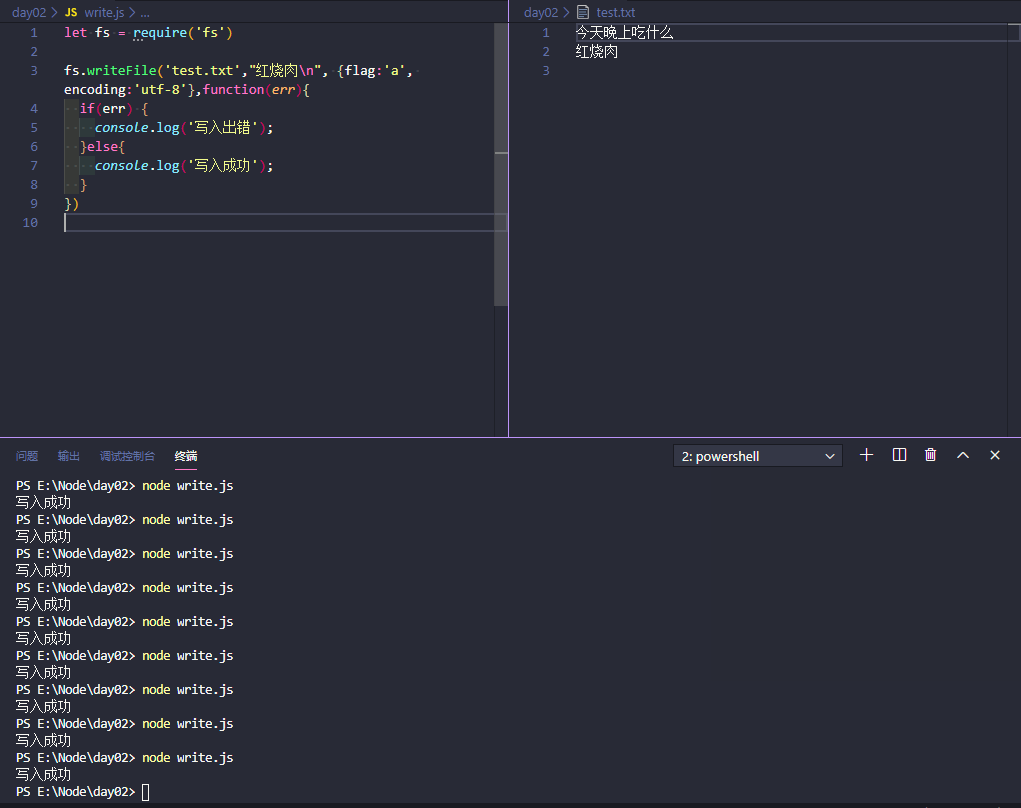 day02 > JS write.js > ...
1 let fs = require('fs')
2
3 fs.writeFile('test.txt',"红烧肉\n", {flag:'a',
encoding:'utf-8'},function(err){
4 if(err) {
5 console.log('写入出错');
6 }else{
7 console.log('写入成功');
8 }
9 })
10
day02 > test.txt
1 今天晚上吃什么
2 红烧肉
3
问题 输出 调试控制台 终端 2: powershell
PS E:\Node\day02> node write.js
写入成功
PS E:\Node\day02> node write.js
写入成功
PS E:\Node\day02> node write.js
写入成功
PS E:\Node\day02> node write.js
写入成功
PS E:\Node\day02> node write.js
写入成功
PS E:\Node\day02> node write.js
写入成功
PS E:\Node\day02> node write.js
写入成功
PS E:\Node\day02> node write.js
写入成功
PS E:\Node\day02> node write.js
写入成功
PS E:\Node\day02>